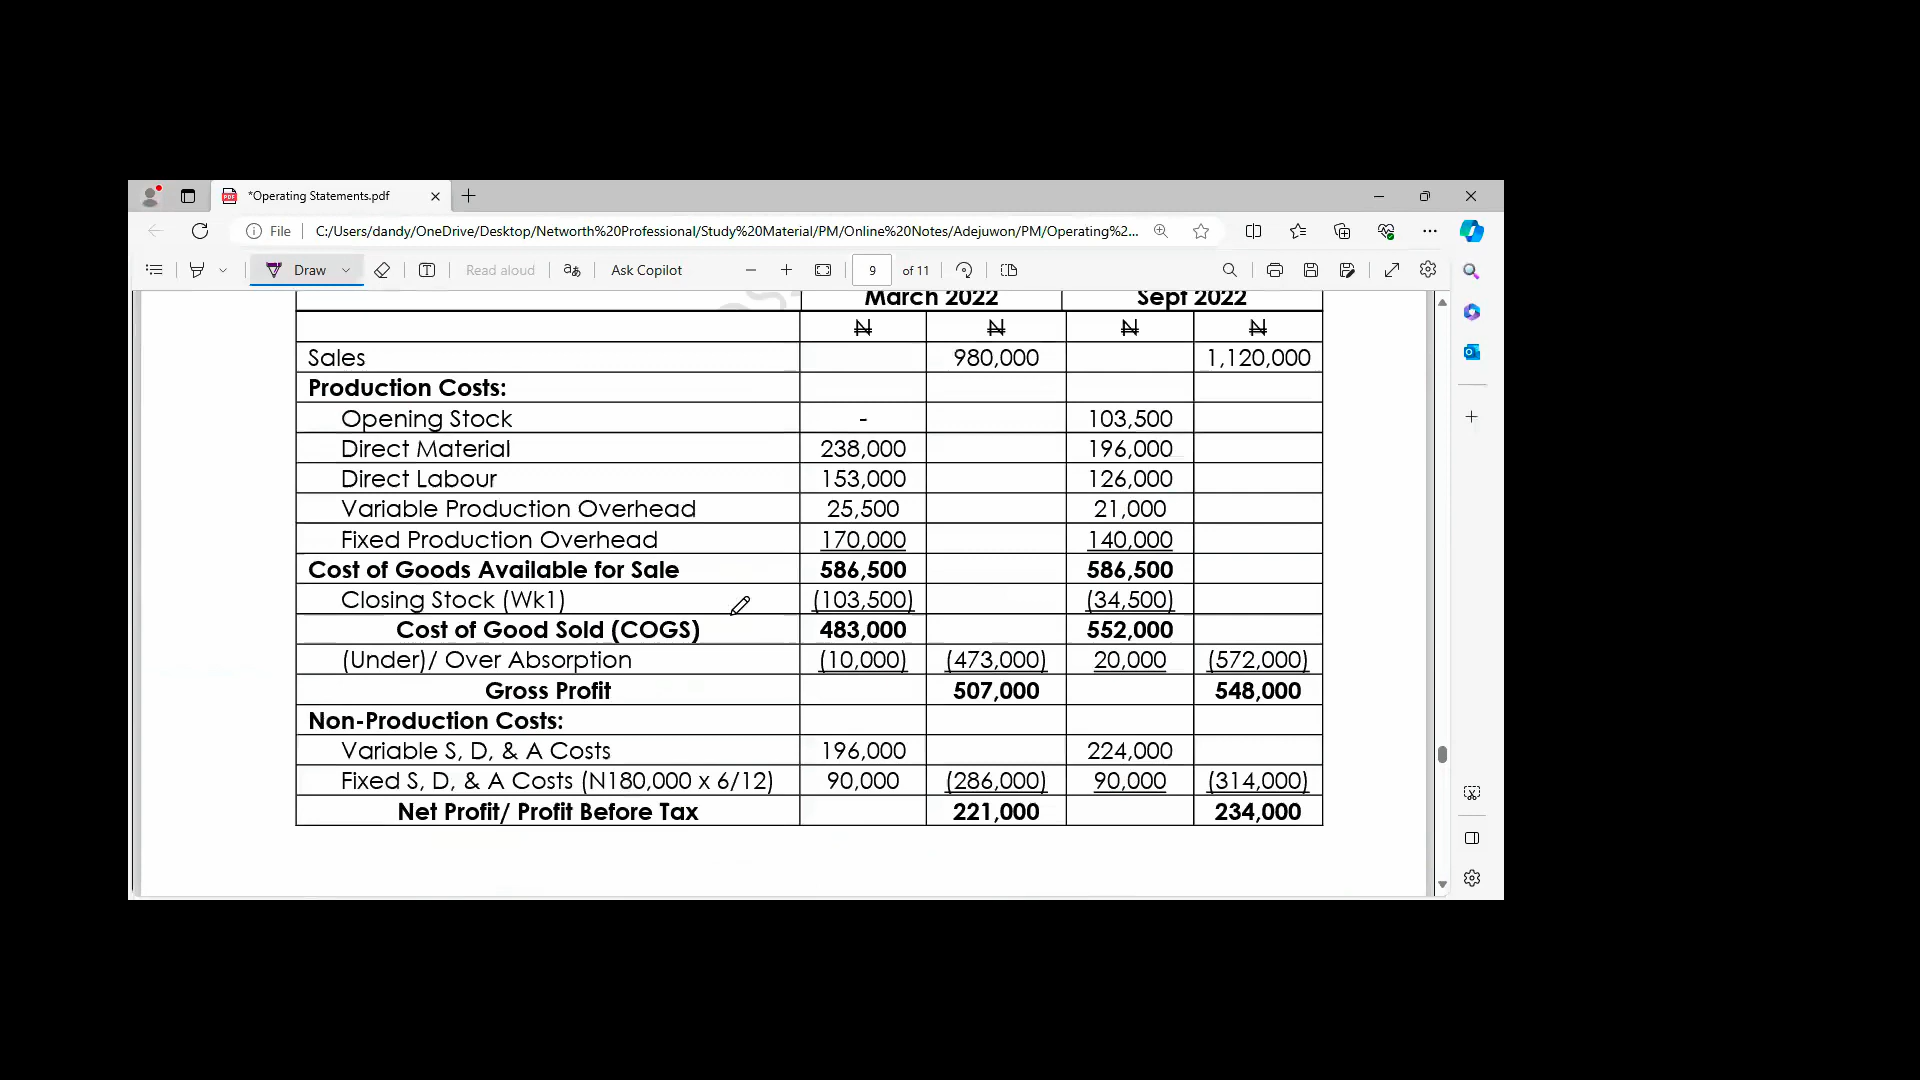 *Operating Statements.pdf
File C:/Users/dandy/OneDrive/Desktop/Networth%20Professional/Study%20Material/PM/Online%20Notes/Adejuwon/PM/Operating%2...
Draw Read aloud Ask Copilot 9 of 11
March 2022 Sept 2022
₦ ₦ ₦ ₦
Sales 980,000 1,120,000
Production Costs:
Opening Stock - 103,500
Direct Material 238,000 196,000
Direct Labour 153,000 126,000
Variable Production Overhead 25,500 21,000
Fixed Production Overhead 170,000 140,000
Cost of Goods Available for Sale 586,500 586,500
Closing Stock (Wk1) (103,500) (34,500)
Cost of Good Sold (COGS) 483,000 552,000
(Under)/ Over Absorption (10,000) (473,000) 20,000 (572,000)
Gross Profit 507,000 548,000
Non-Production Costs:
Variable S, D, & A Costs 196,000 224,000
Fixed S, D, & A Costs (N180,000 x 6/12) 90,000 (286,000) 90,000 (314,000)
Net Profit/ Profit Before Tax 221,000 234,000